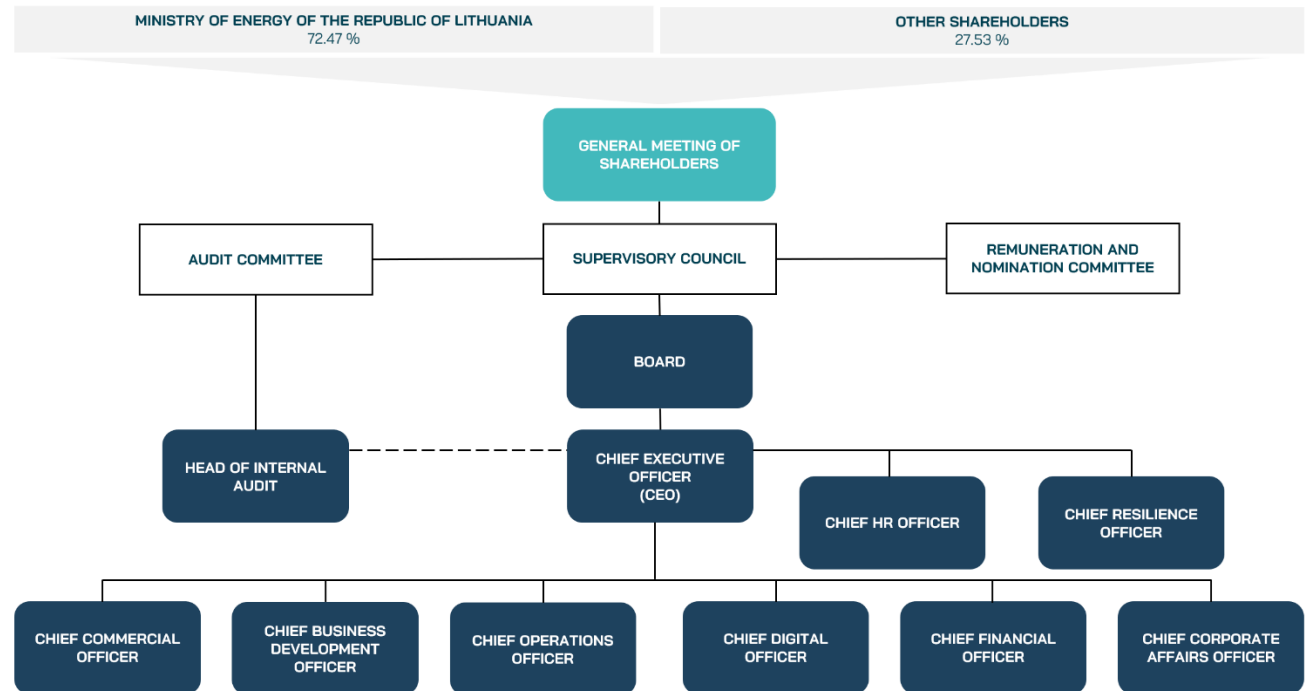 MINISTRY OF ENERGY OF THE REPUBLIC OF LITHUANIA
72.47 %
OTHER SHAREHOLDERS
27.53 %
GENERAL MEETING OF
SHAREHOLDERS
AUDIT COMMITTEE
SUPERVISORY COUNCIL
REMUNERATION AND
NOMINATION COMMITTEE
BOARD
HEAD OF INTERNAL
AUDIT
CHIEF EXECUTIVE
OFFICER
(CEO)
CHIEF HR OFFICER
CHIEF RESILIENCE
OFFICER
CHIEF COMMERCIAL
OFFICER
CHIEF BUSINESS
DEVELOPMENT
OFFICER
CHIEF OPERATIONS
OFFICER
CHIEF DIGITAL
OFFICER
CHIEF FINANCIAL
OFFICER
CHIEF CORPORATE
AFFAIRS OFFICER